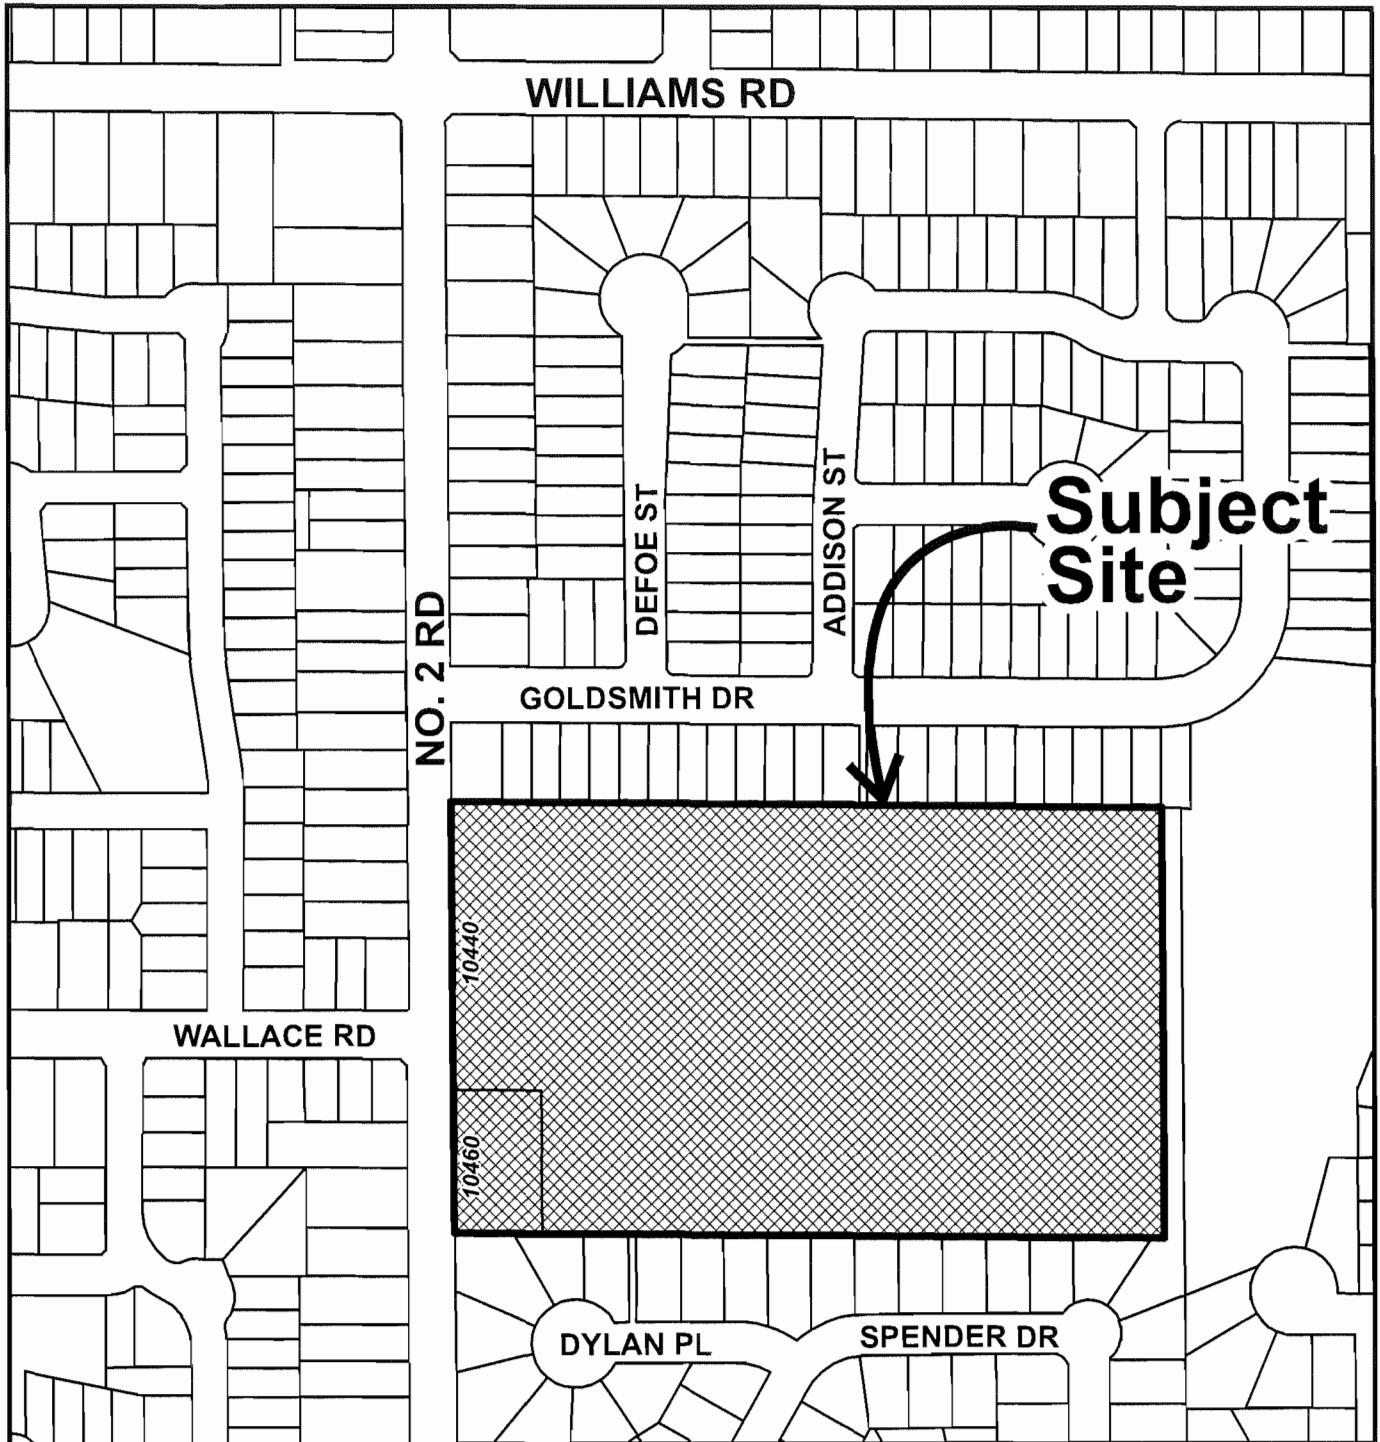 WILLIAMS RD
DEFOE ST
ADDISON ST
Subject
Site
NO. 2 RD
GOLDSMITH DR
10440
WALLACE RD
10460
DYLAN PL
SPENDER DR